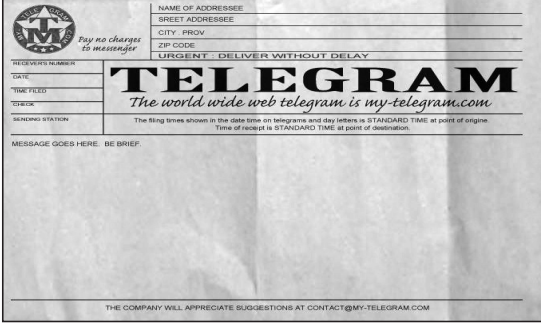 MY TELEGRAM
TM
Pay no charges
to messenger
NAME OF ADDRESSEE
SREET ADDRESSEE
CITY PROV
ZIP CODE
URGENT : DELIVER WITHOUT DELAY
RECEVER'S NUMBER
DATE
TIME FILED
CHECK
SENDING STATION
TELEGRAM
The world wide web telegram is my-telegram.com
The filing times shown in the date time on telegrams and day letters is STANDARD TIME at point of origine.
Time of receipt is STANDARD TIME at point of destination.
MESSAGE GOES HERE. BE BRIEF.
THE COMPANY WILL APPRECIATE SUGGESTIONS AT CONTACT@MY-TELEGRAM.COM